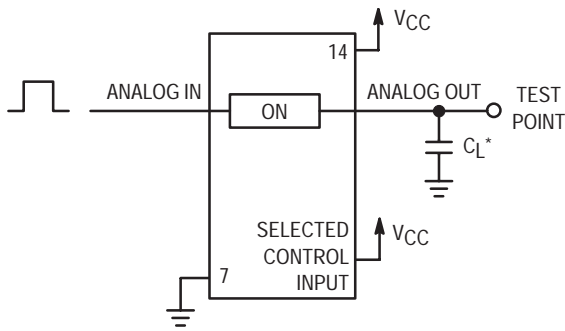 VCC
14
ANALOG IN
ON
ANALOG OUT
TEST
POINT
CL*
SELECTED
CONTROL
INPUT
VCC
7